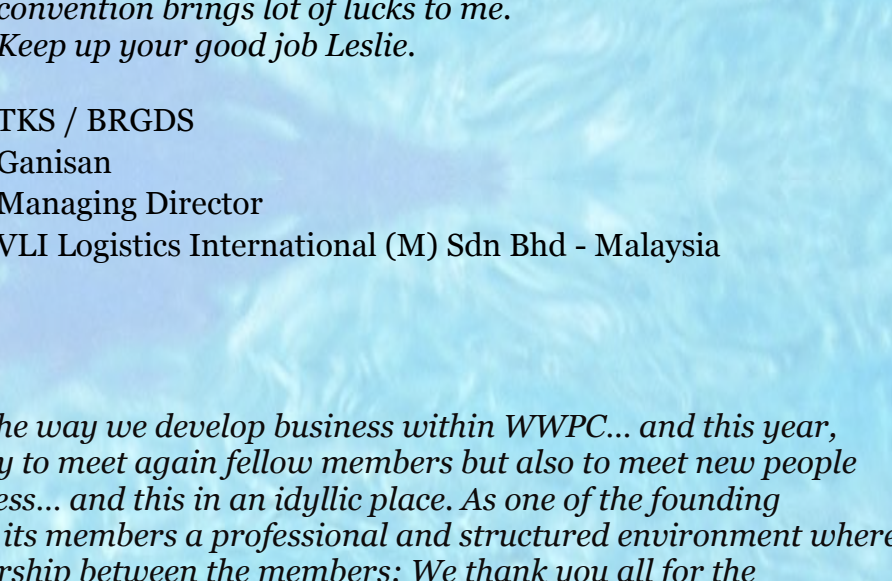 convention brings lot of lucks to me.
Keep up your good job Leslie.
TKS / BRGDS
Ganisan
Managing Director
VLI Logistics International (M) Sdn Bhd - Malaysia
he way we develop business within WWPC... and this year,
y to meet again fellow members but also to meet new people
ess... and this in an idyllic place. As one of the founding
its members a professional and structured environment where
rship between the members: We thank you all for the